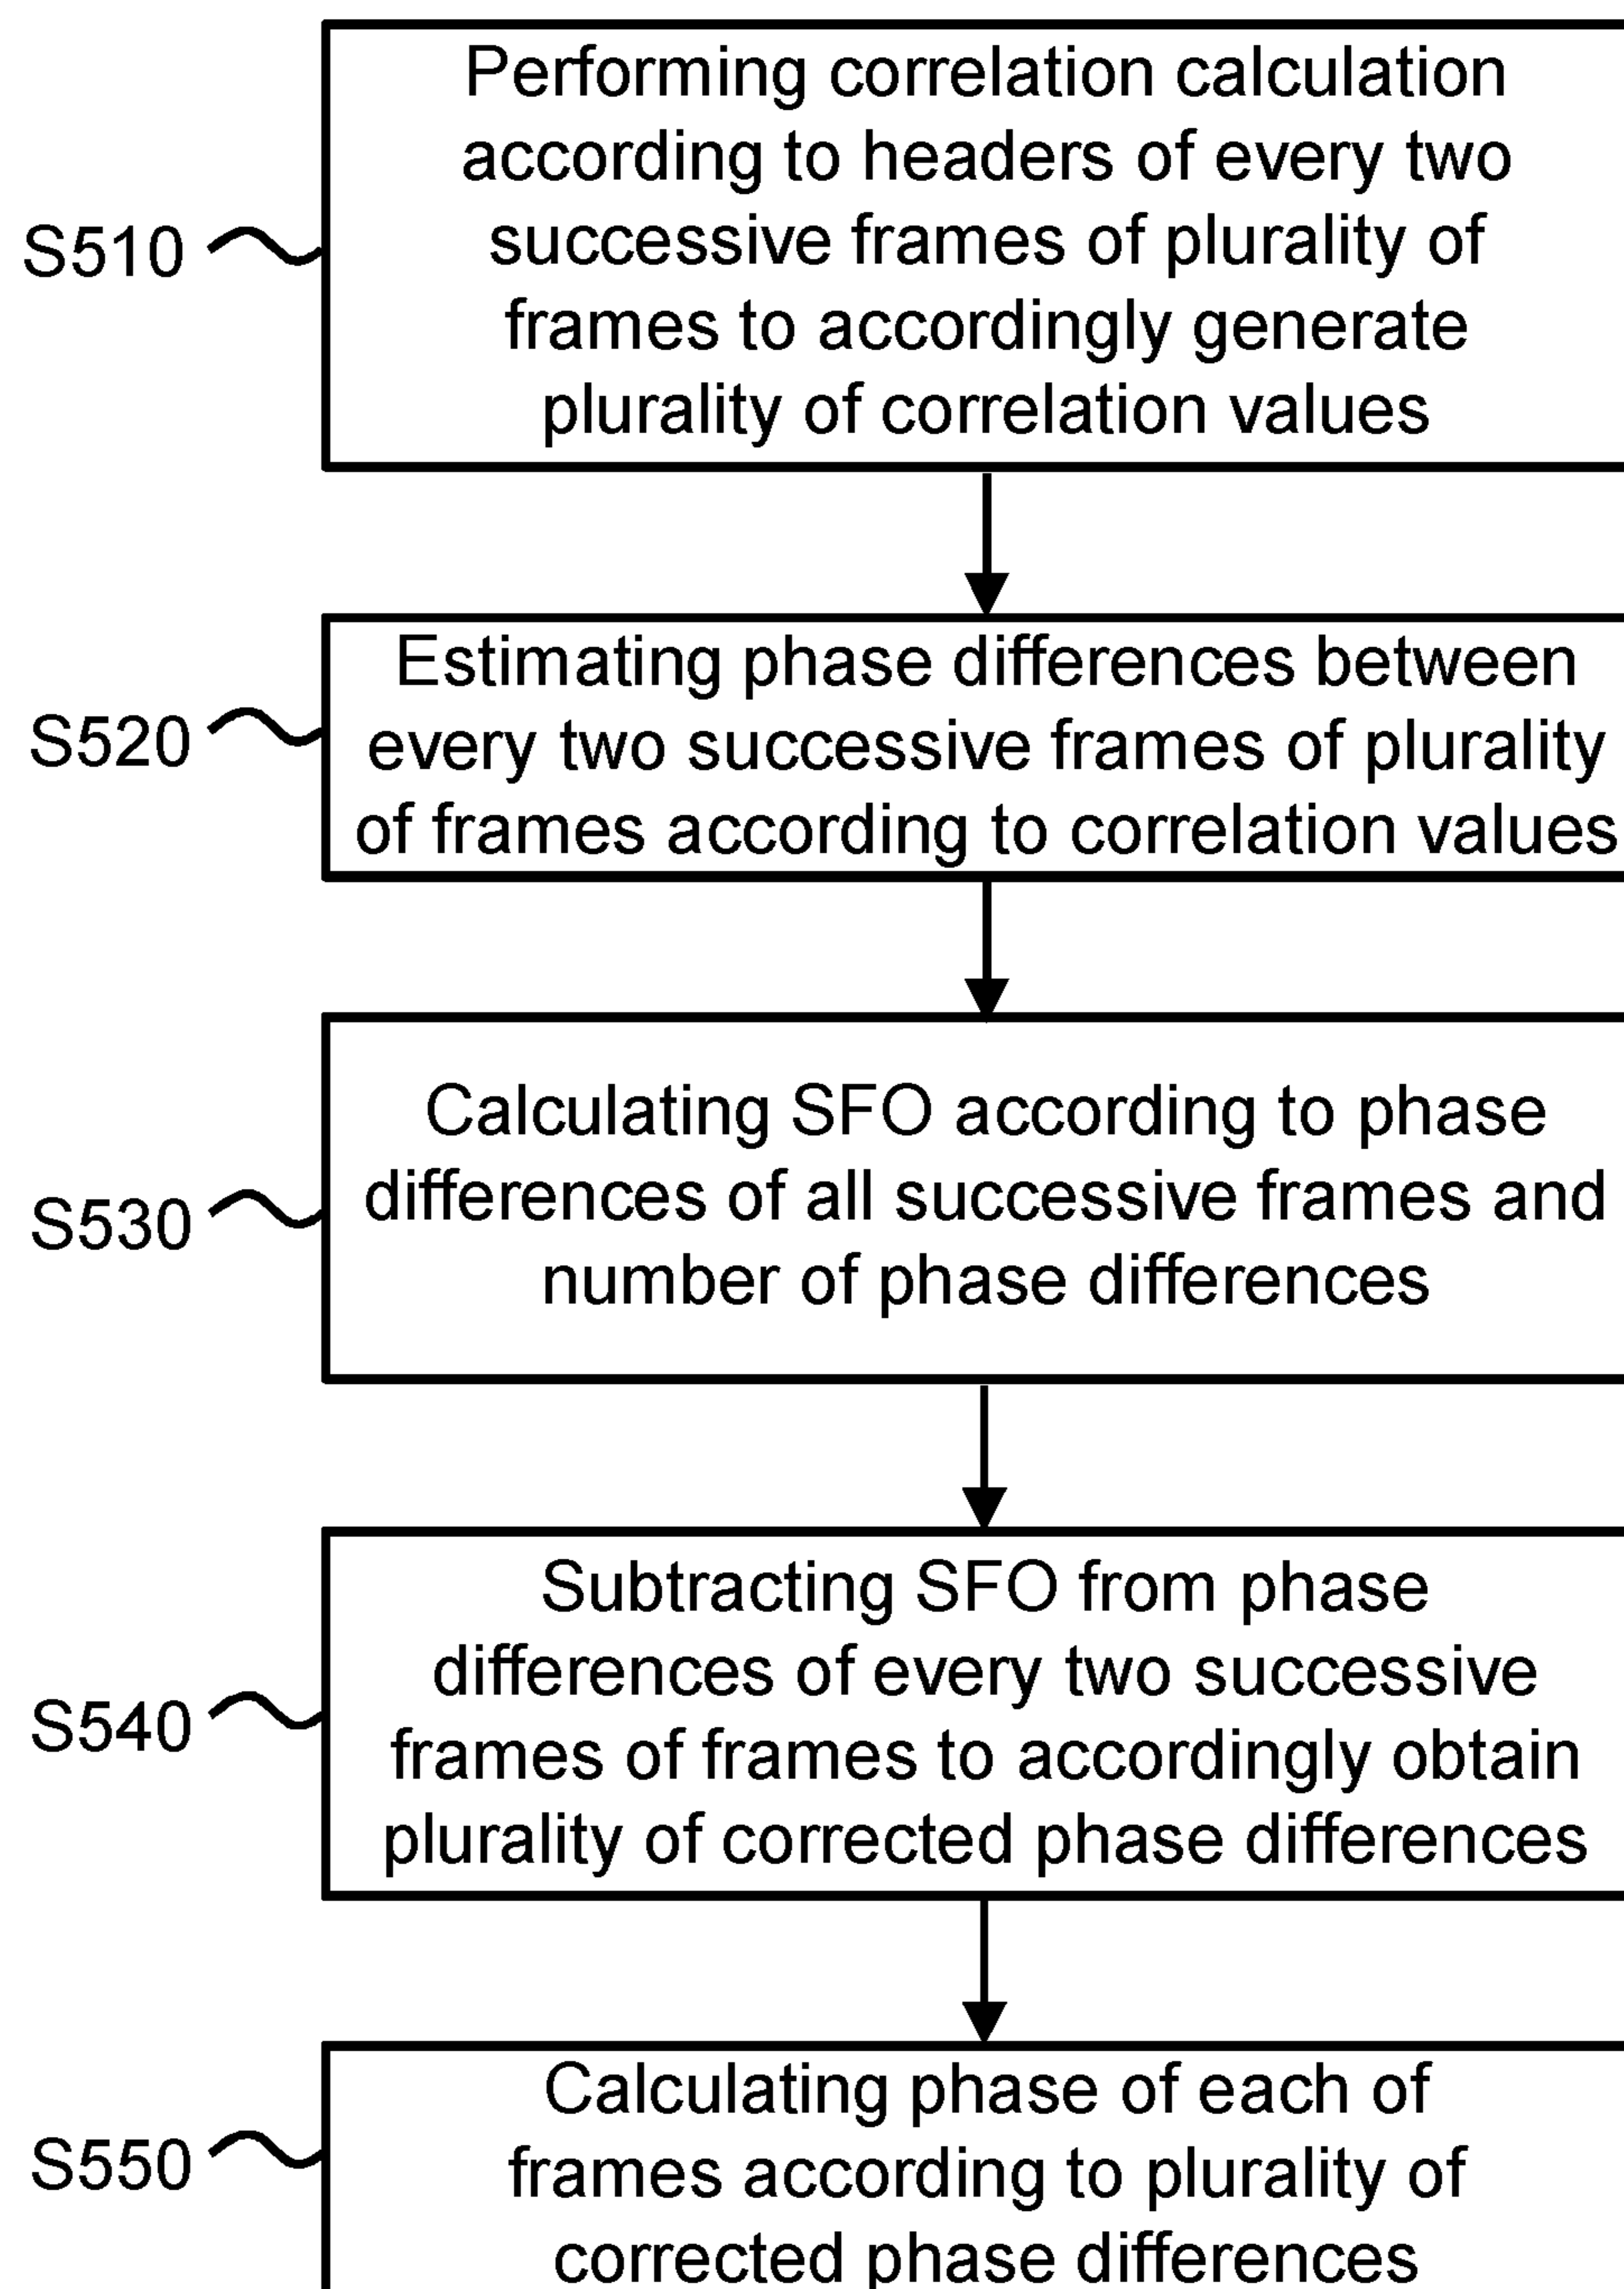 Performing correlation calculation
according to headers of every two
successive frames of plurality of
frames to accordingly generate
plurality of correlation values
S510
Estimating phase differences between
every two successive frames of plurality
of frames according to correlation values
S520
Calculating SFO according to phase
differences of all successive frames and
number of phase differences
S530
Subtracting SFO from phase
differences of every two successive
frames of frames to accordingly obtain
plurality of corrected phase differences
S540
Calculating phase of each of
frames according to plurality of
corrected phase differences
S550